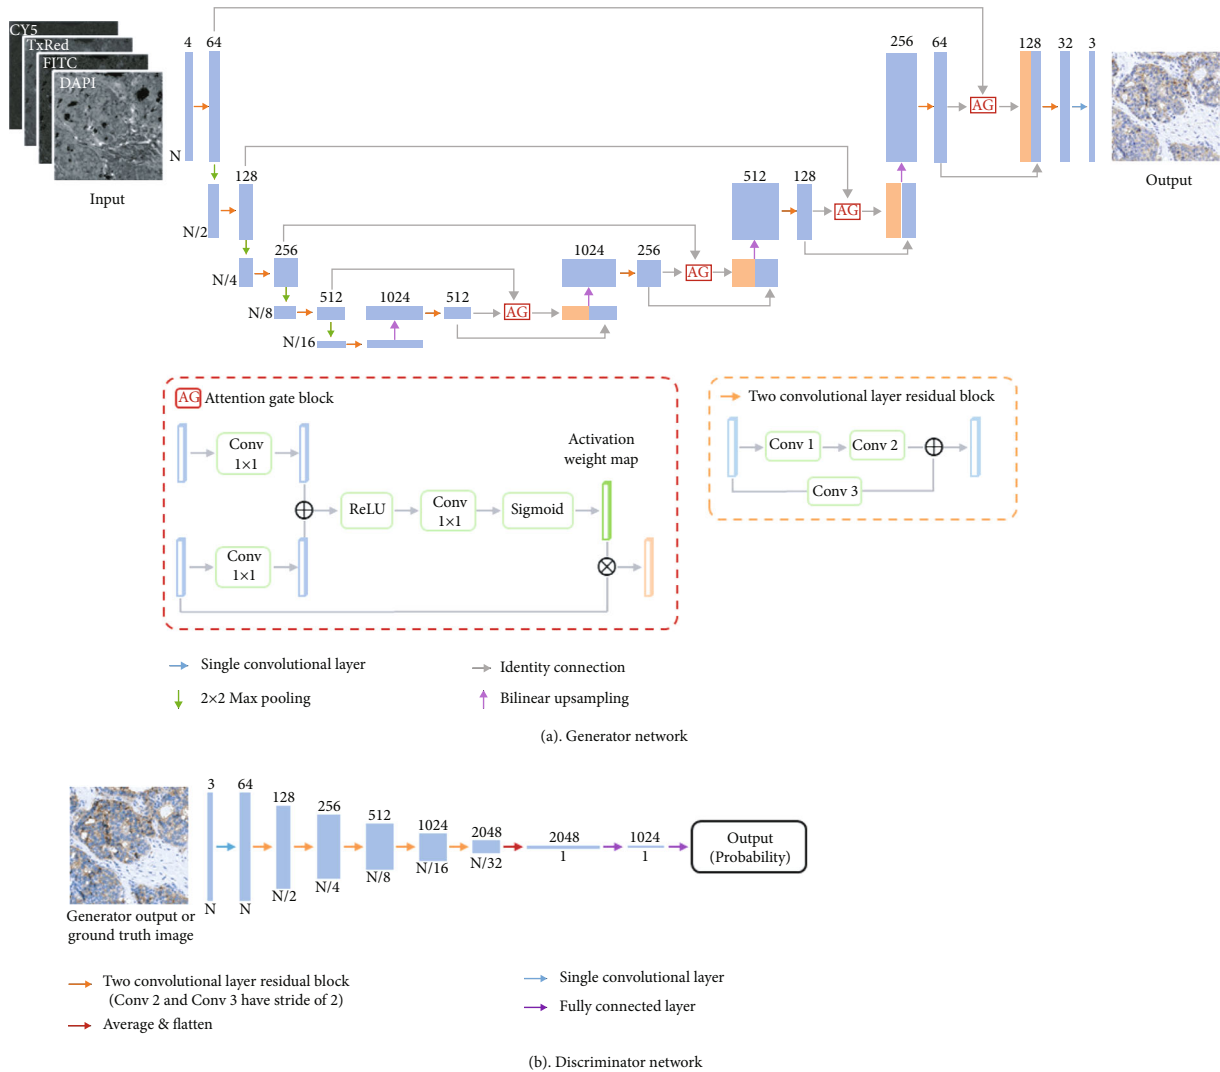 CY5
TxRed
FITC
DAPI
Input
4
64
N
128
N/2
256
N/4
512
N/8
1024
N/16
512
AG
1024
256
AG
512
128
AG
256
64
AG
128
32
3
Output
AG Attention gate block
Conv
1×1
Conv
1×1
ReLU
Conv
1×1
Sigmoid
Activation
weight map
Two convolutional layer residual block
Conv 1
Conv 2
Conv 3
Single convolutional layer
Identity connection
2×2 Max pooling
Bilinear upsampling
(a). Generator network
3
64
128
256
512
1024
2048
2048
1024
N
N
N/2
N/4
N/8
N/16
N/32
1
1
Output
(Probability)
Generator output or
ground truth image
Two convolutional layer residual block
(Conv 2 and Conv 3 have stride of 2)
Single convolutional layer
Fully connected layer
Average & flatten
(b). Discriminator network